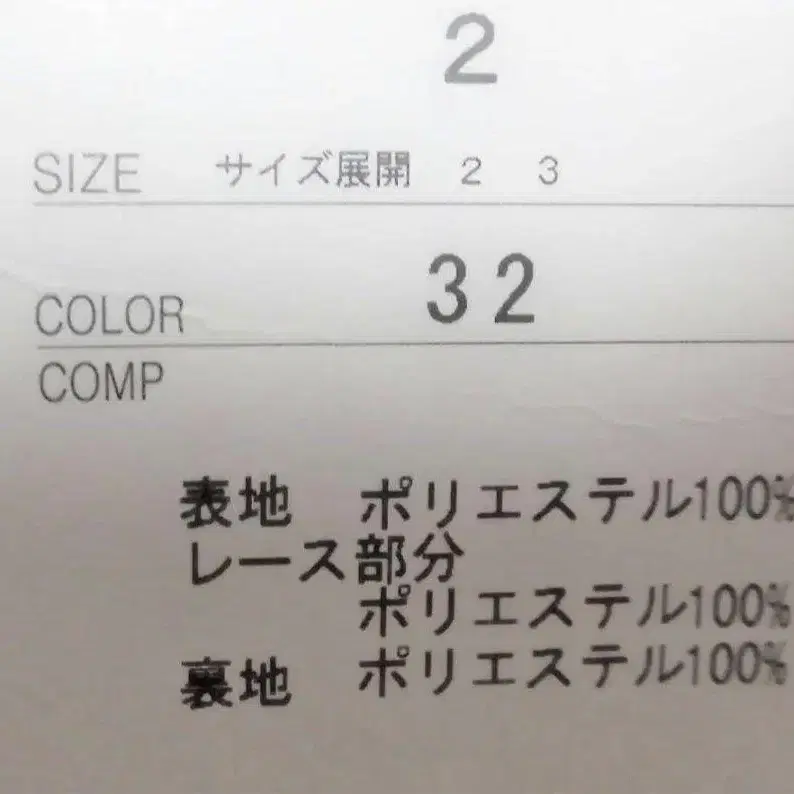 2
SIZE サイズ展開 2 3
COLOR 32
COMP
表地 ポリエステル100%
レース部分
ポリエステル100%
裏地 ポリエステル100%